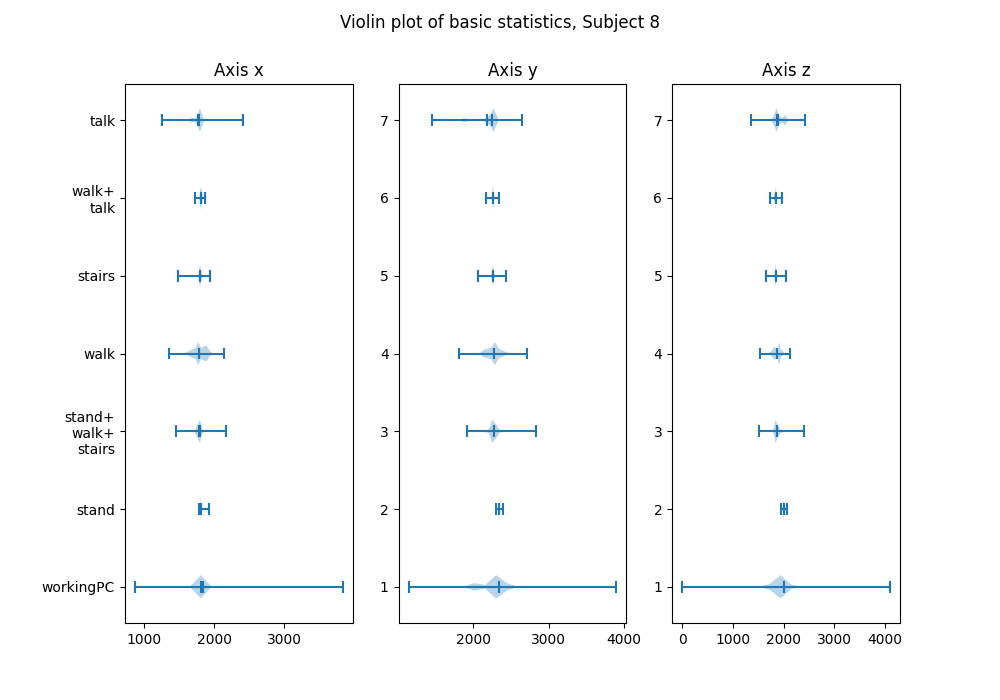 Violin plot of basic statistics, Subject 8
Axis x
Axis y
Axis z
talk
walk+
talk
stairs
walk
stand+
walk+
stairs
stand
workingPC
1000 2000 3000
7
6
5
4
3
2
1
2000 3000 4000
7
6
5
4
3
2
1
0 1000 2000 3000 4000